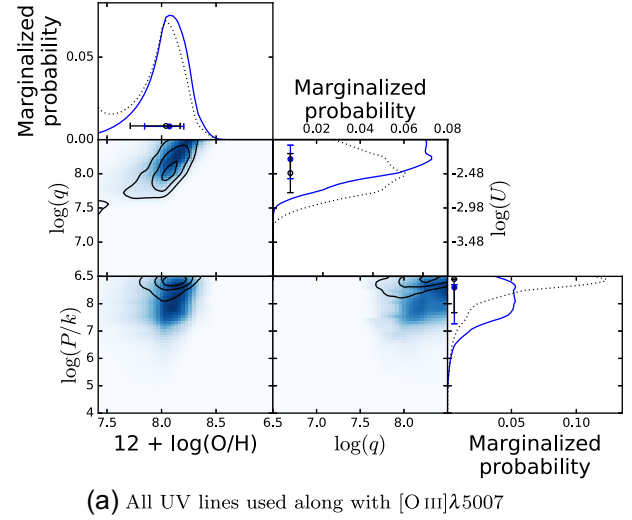 Marginalized
probability
0.05
0.00
Marginalized
probability
0.02 0.04 0.06 0.08
log(q)
8.0
7.5
7.0
6.5
−2.48
−2.98
−3.48
log(U)
log(P/k)
8
7
6
5
4
7.5 8.0 8.5
12 + log(O/H)
6.5 7.0 7.5 8.0
log(q)
0.05 0.10
Marginalized
probability
(a) All UV lines used along with [O III]λ5007